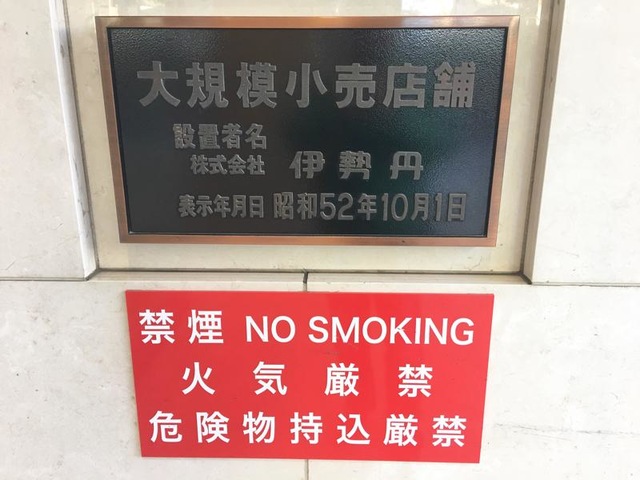 大規模小売店舗
設置者名
株式会社 伊勢丹
表示年月日 昭和52年10月1日
禁煙 NO SMOKING
火気厳禁
危険物持込厳禁